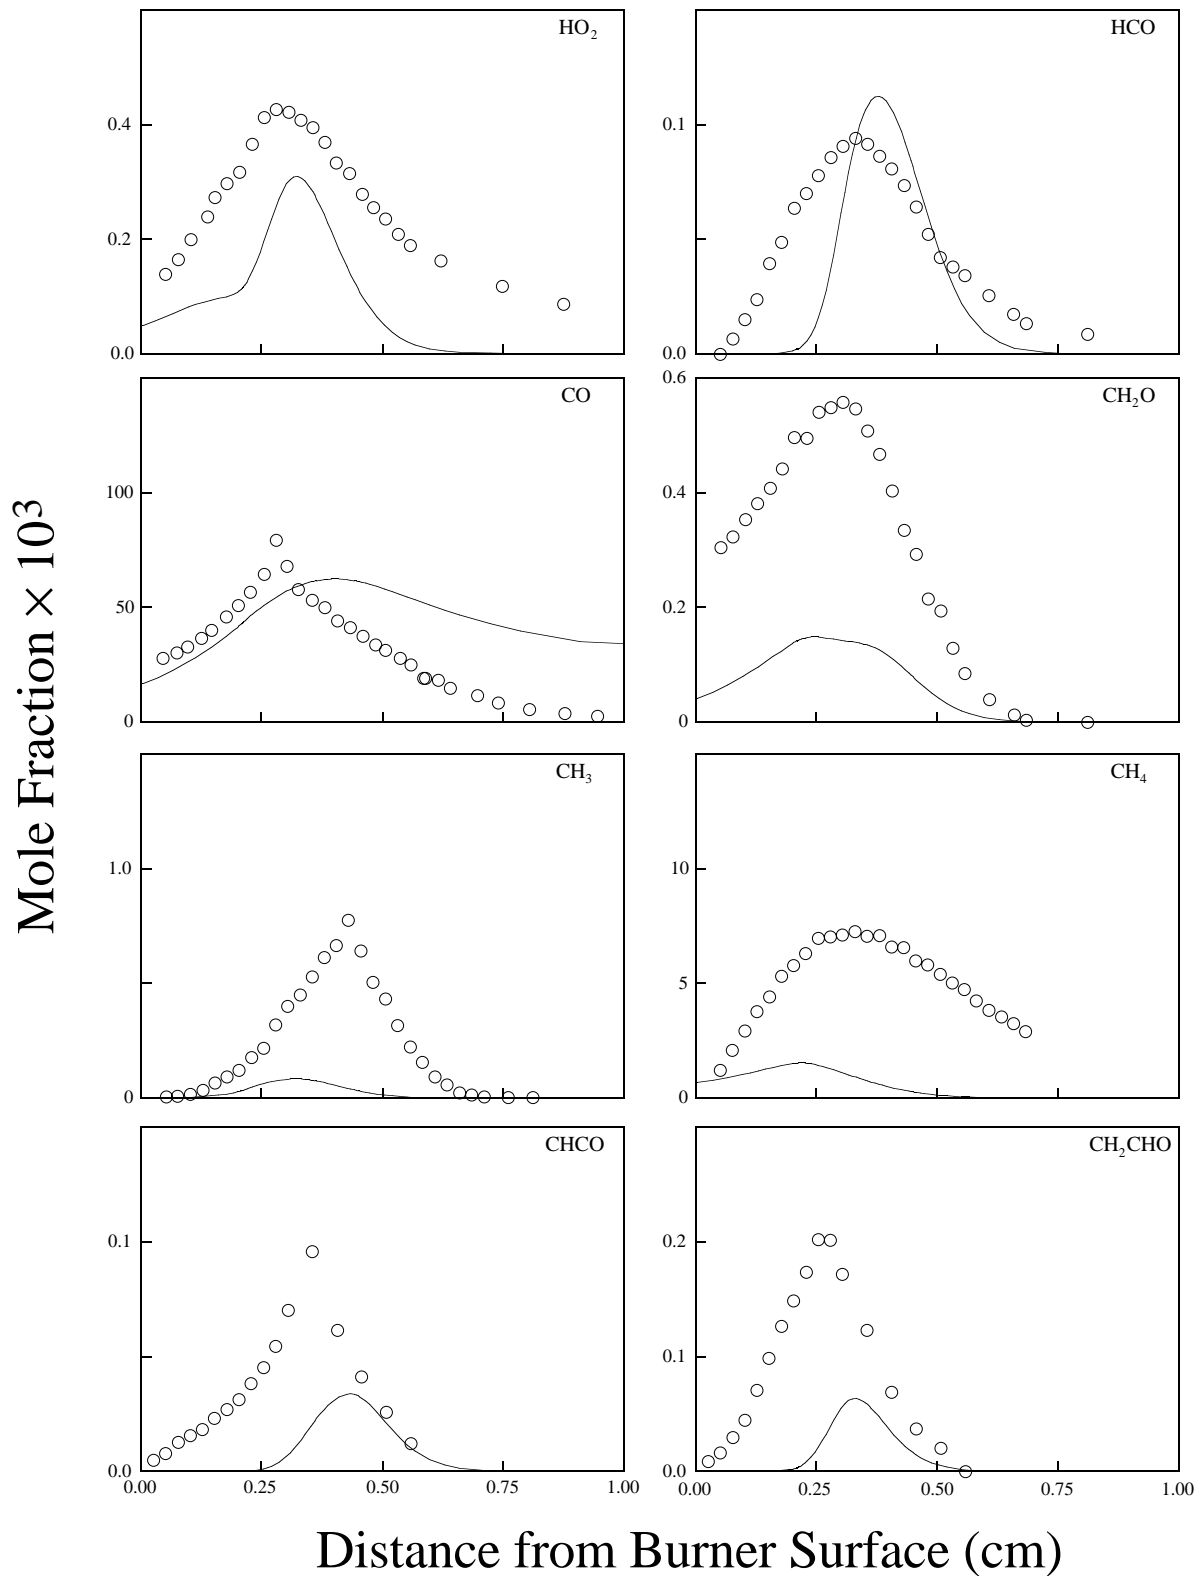 HO₂
0.4
0.2
0.0
HCO
0.1
0.0
CO
100
50
0
CH₂O
0.6
0.4
0.2
0
CH₃
1.0
0
CH₄
10
5
0
CHCO
0.1
0.0
0.00 0.25 0.50 0.75 1.00
CH₂CHO
0.2
0.1
0.0
0.00 0.25 0.50 0.75 1.00
Mole Fraction × 10³
Distance from Burner Surface (cm)